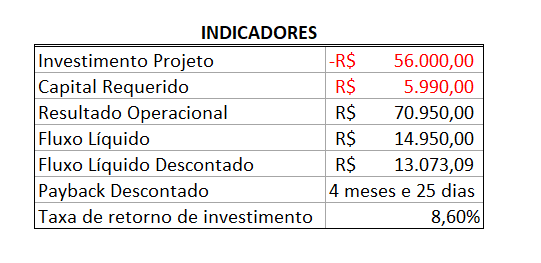 INDICADORES
Investimento Projeto -R$ 56.000,00
Capital Requerido R$ 5.990,00
Resultado Operacional R$ 70.950,00
Fluxo Líquido R$ 14.950,00
Fluxo Líquido Descontado R$ 13.073,09
Payback Descontado 4 meses e 25 dias
Taxa de retorno de investimento 8,60%